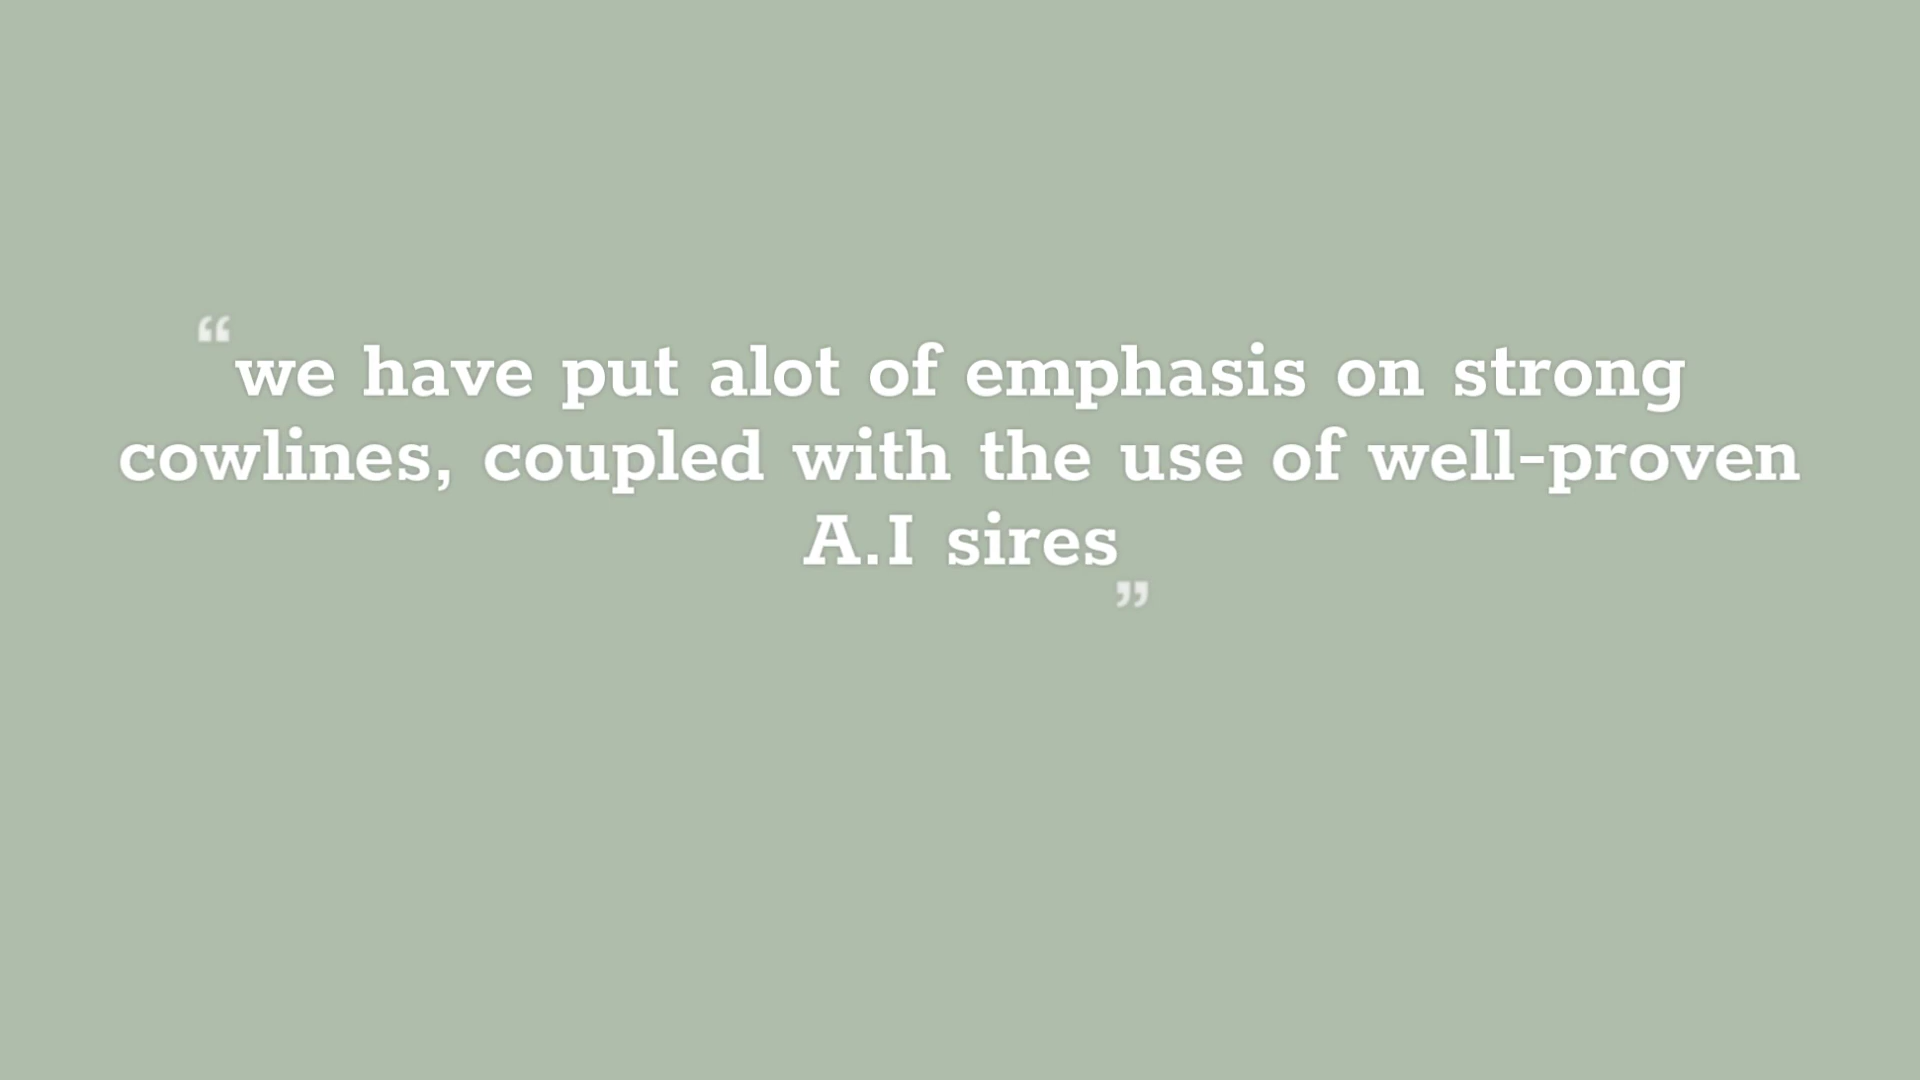 “we have put alot of emphasis on strong
cowlines, coupled with the use of well-proven
A.I sires”